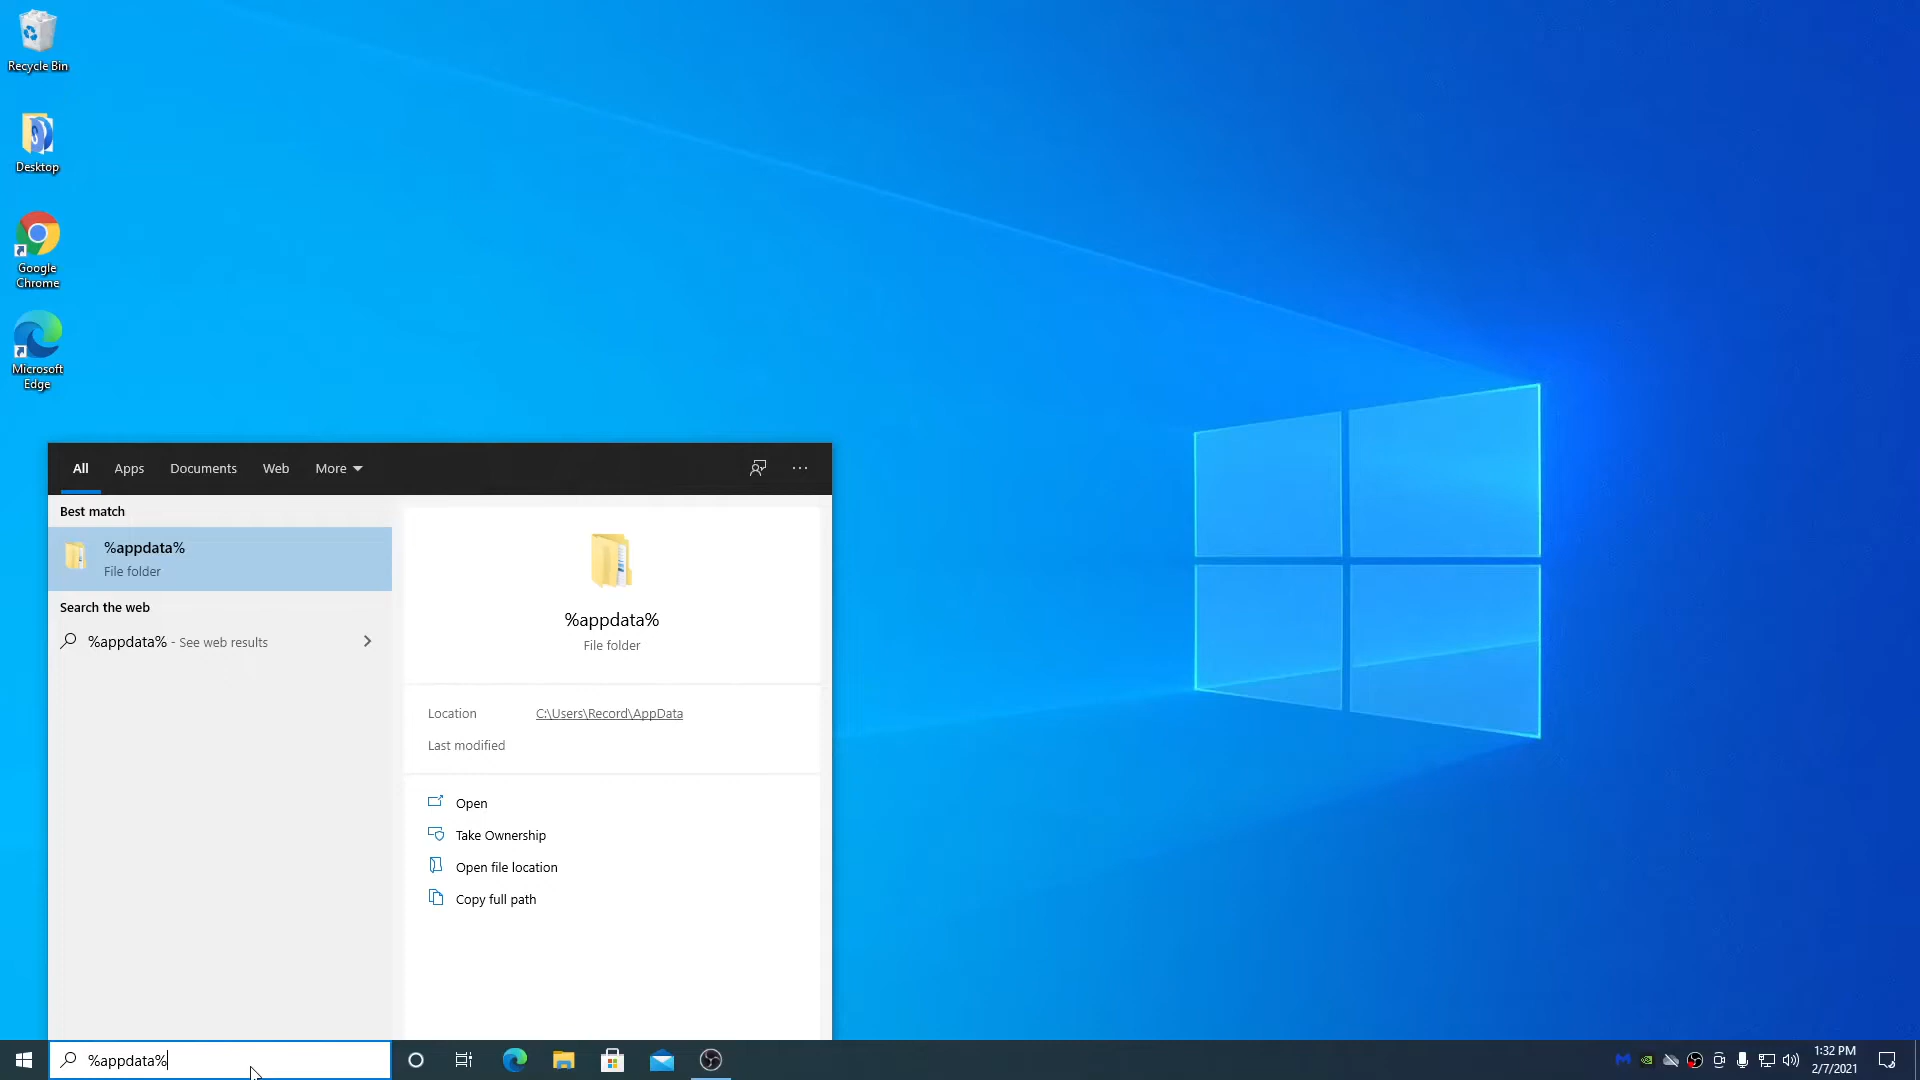 Recycle Bin
Desktop
Google
Chrome
Microsoft
Edge
All Apps Documents Web More
Best match
%appdata%
File folder
Search the web
%appdata% - See web results
%appdata%
File folder
Location C:\Users\Record\AppData
Last modified
Open
Take Ownership
Open file location
Copy full path
%appdata%
1:32 PM
2/7/2021